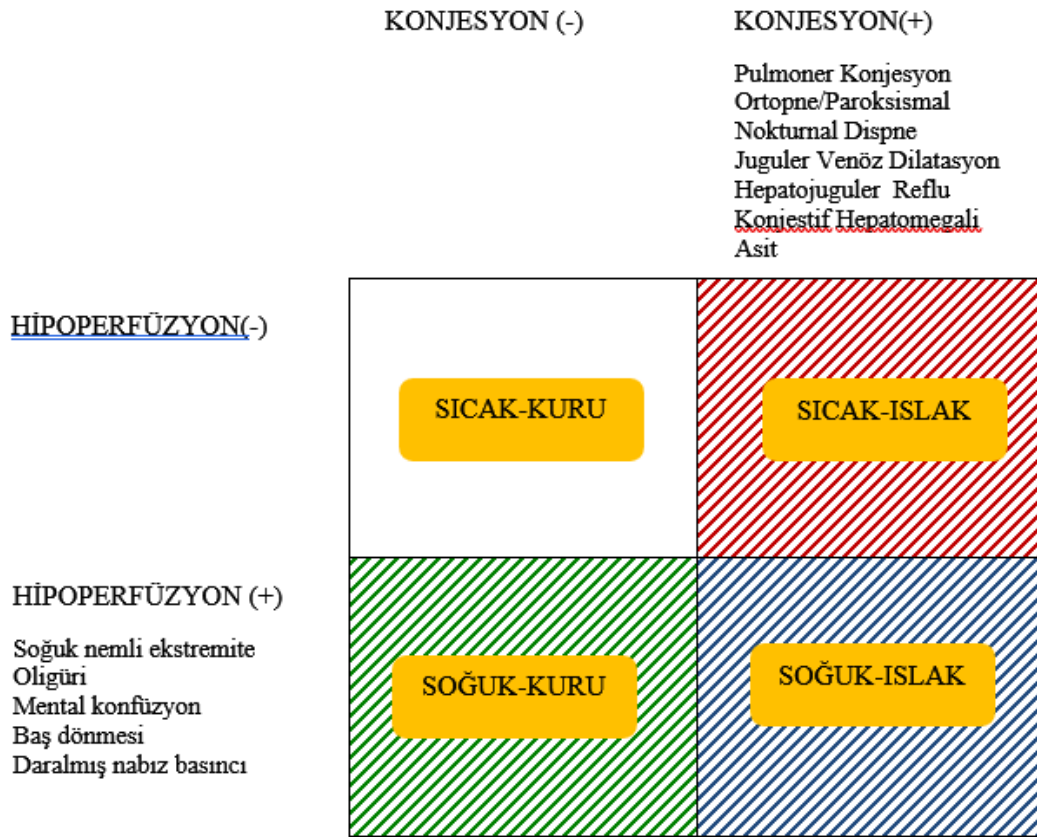 KONJESYON (-)
KONJESYON(+)
Pulmoner Konjesyon
Ortopne/Paroksismal
Nokturnal Dispne
Juguler Venöz Dilatasyon
Hepatojuguler Reflu
Konjestif Hepatomegali
Asit
HİPOPERFÜZYON(-)
SICAK-KURU
SICAK-ISLAK
HİPOPERFÜZYON (+)
Soğuk nemli ekstremite
Oligüri
Mental konfüzyon
Baş dönmesi
Daralmış nabız basıncı
SOĞUK-KURU
SOĞUK-ISLAK